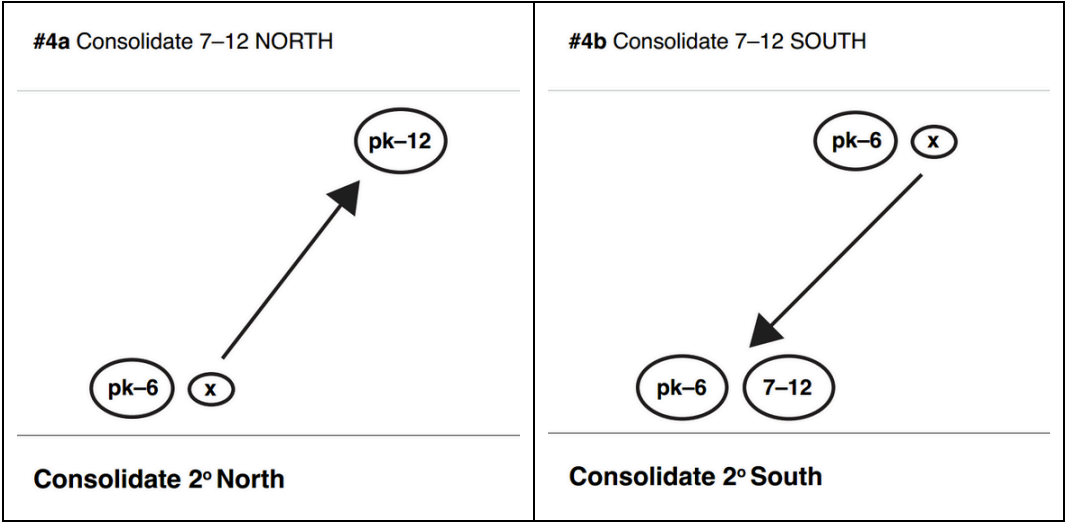 #4a Consolidate 7–12 NORTH
pk–12
pk–6
x
Consolidate 2º North
#4b Consolidate 7–12 SOUTH
pk–6
x
pk–6
7–12
Consolidate 2º South